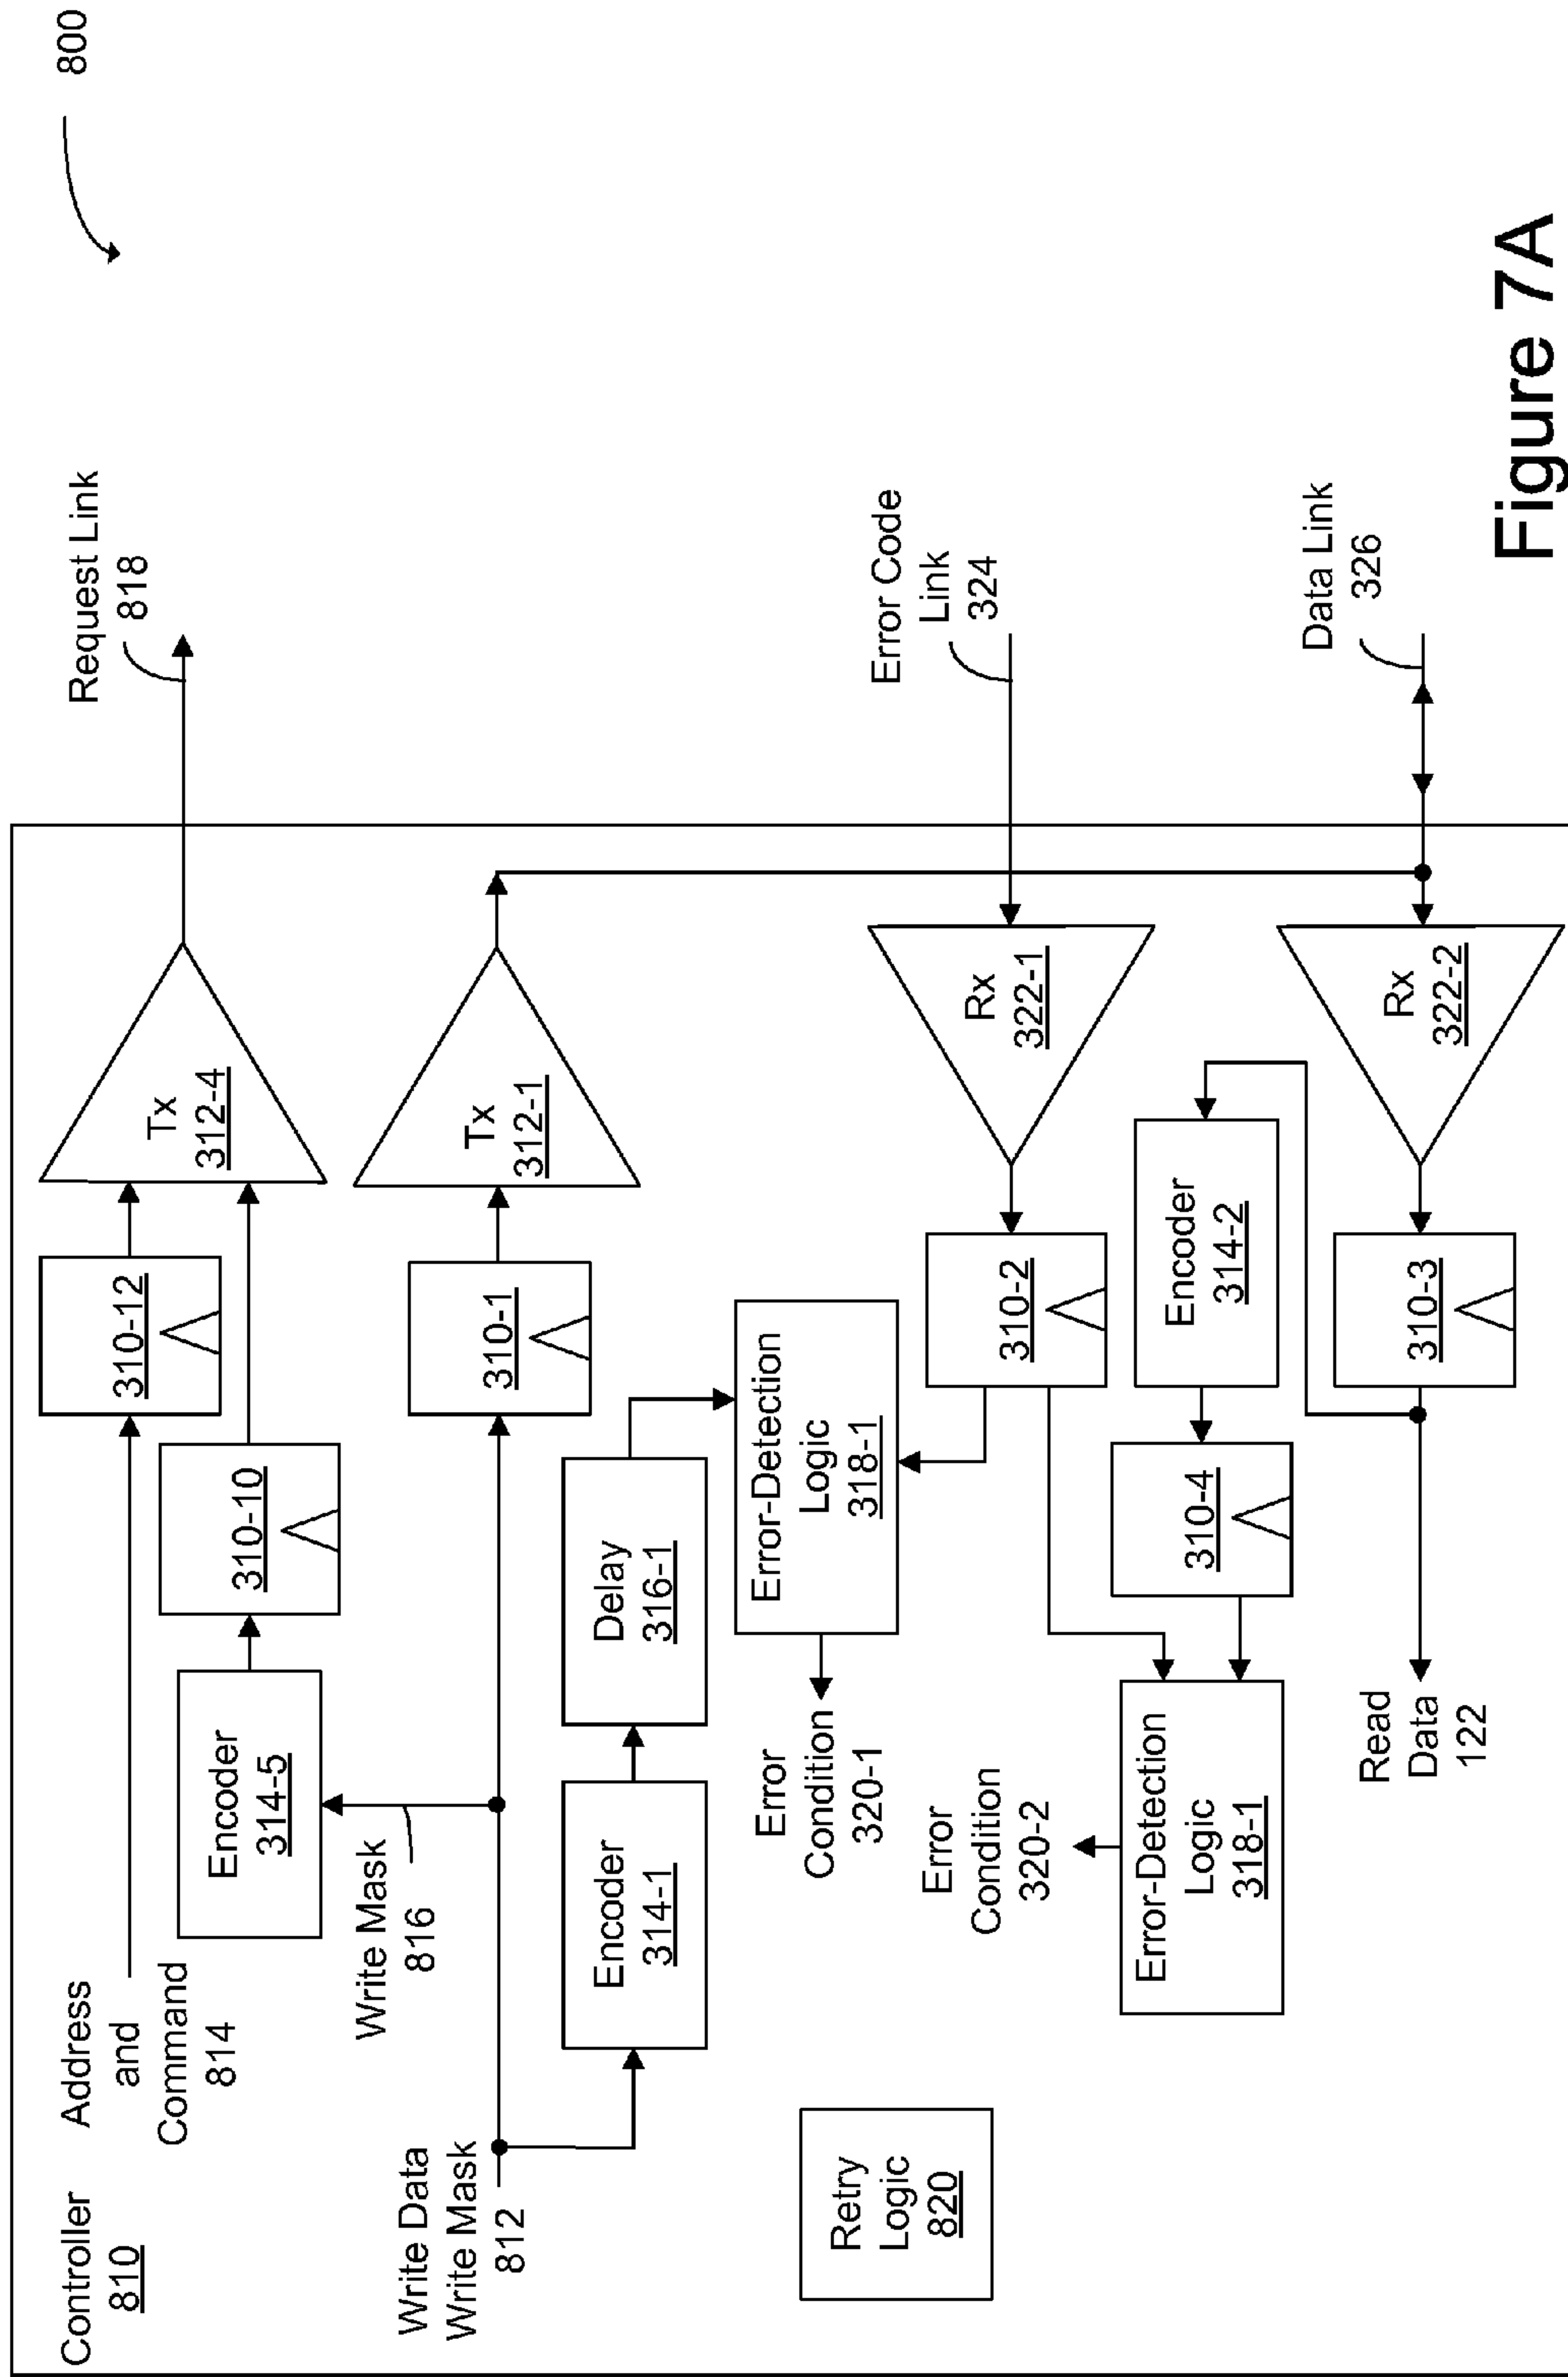 800
Controller
810
Address
and
Command
814
310-12
Tx
312-4
Request Link
818
Encoder
314-5
310-10
Write Mask
816
Write Data
Write Mask
812
310-1
Tx
312-1
Encoder
314-1
Delay
316-1
Error-Detection
Logic
318-1
Error
Condition
320-1
Retry
Logic
820
310-2
Rx
322-1
Error Code
Link
324
Error
Condition
320-2
Error-Detection
Logic
318-1
310-4
Encoder
314-2
Read
Data
122
310-3
Rx
322-2
Data Link
326
Figure 7A